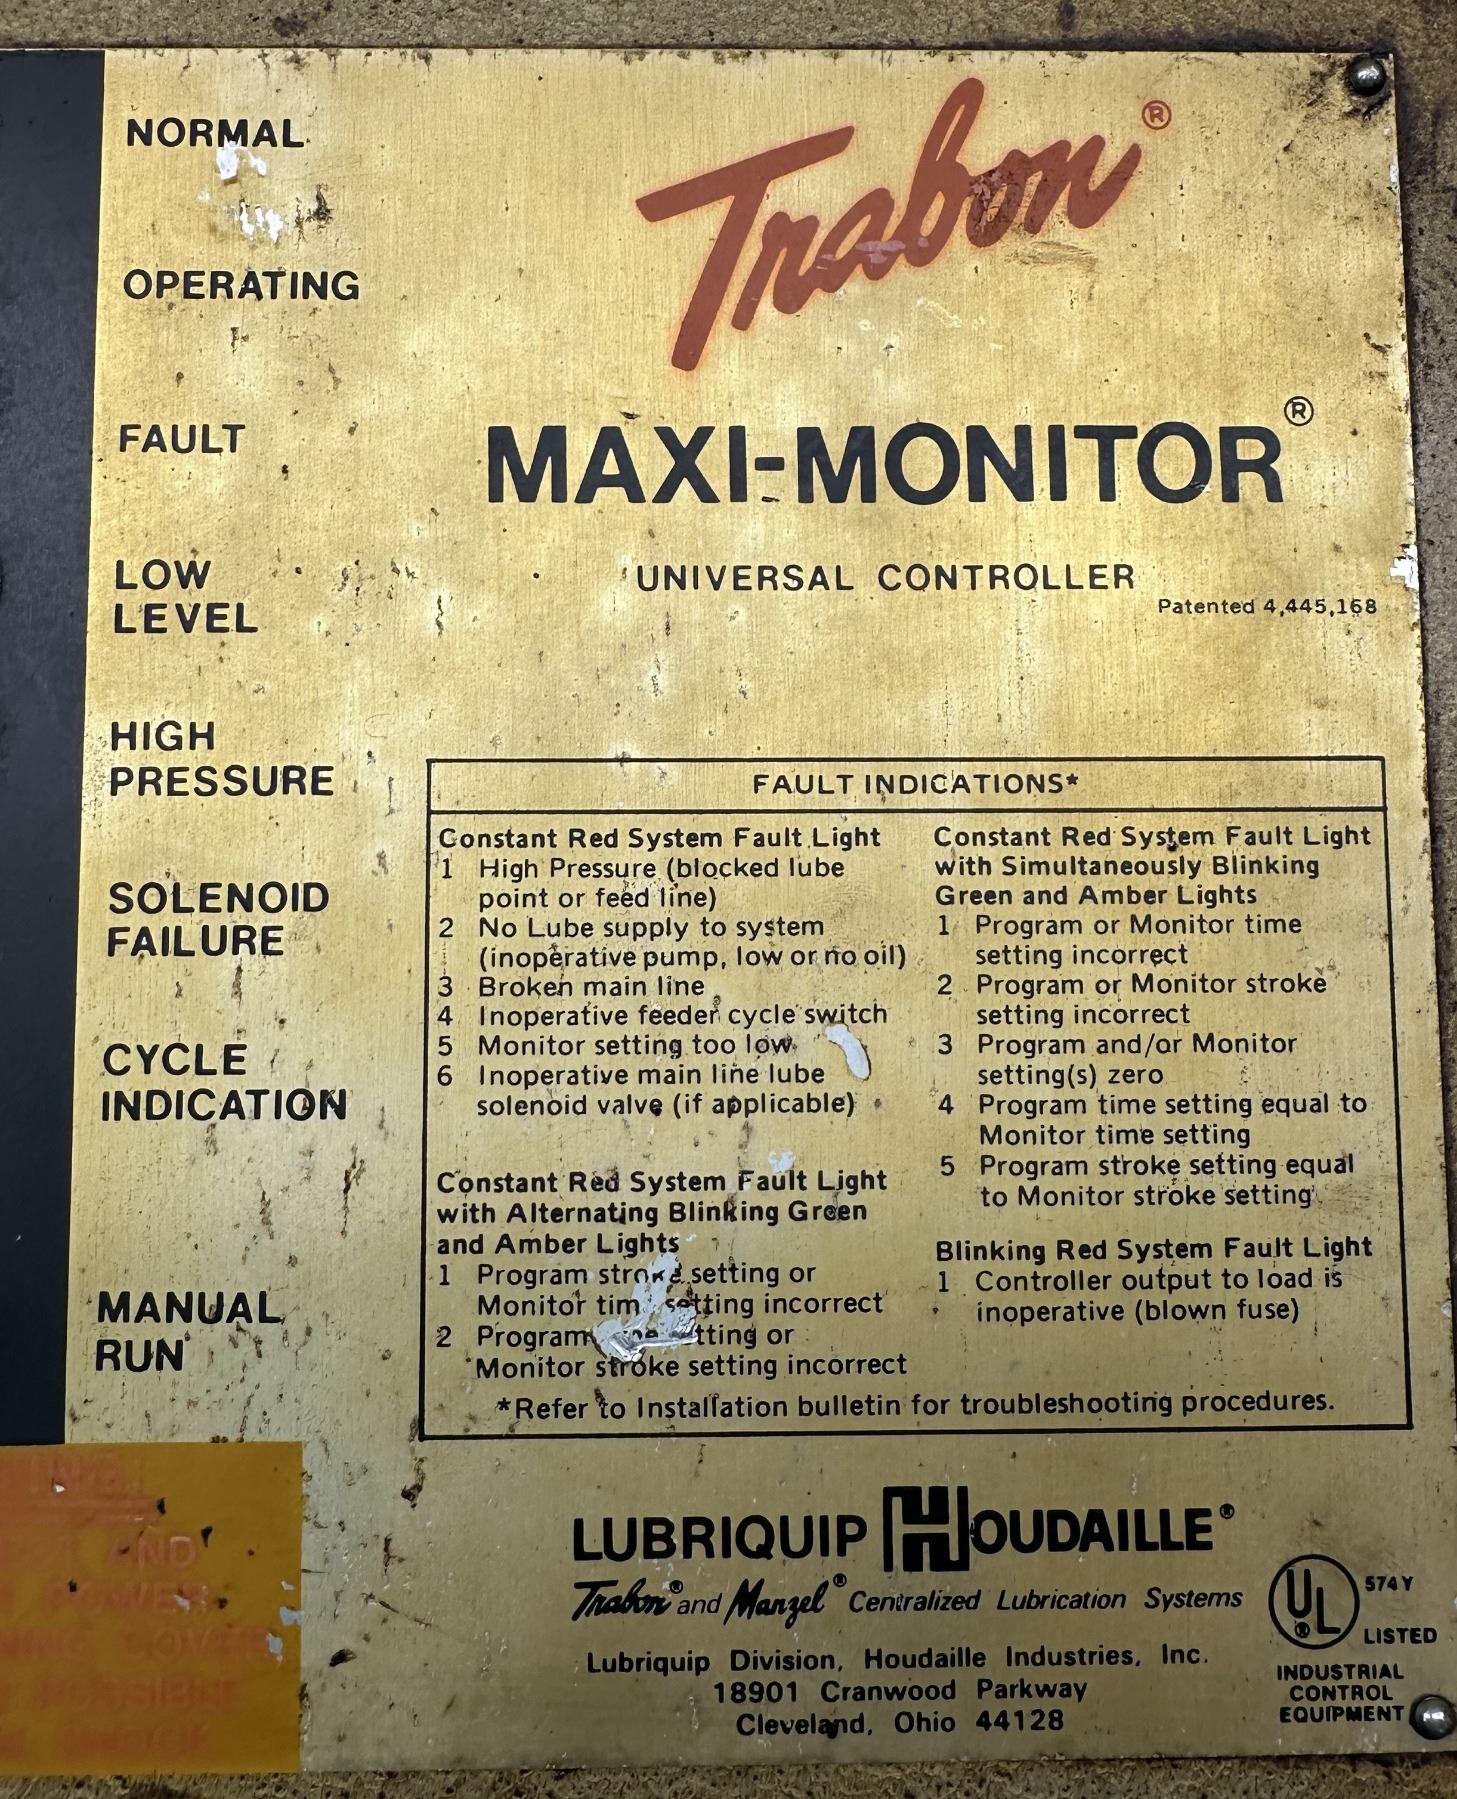 NORMAL
OPERATING
FAULT
LOW
LEVEL
HIGH
PRESSURE
SOLENOID
FAILURE
CYCLE
INDICATION
MANUAL
RUN
Trabon®
MAXI-MONITOR®
UNIVERSAL CONTROLLER
Patented 4,445,168
FAULT INDICATIONS*
Constant Red System Fault Light
1 High Pressure (blocked lube
point or feed line)
2 No Lube supply to system
(inoperative pump, low or no oil)
3 Broken main line
4 Inoperative feeder cycle switch
5 Monitor setting too low
6 Inoperative main line lube
solenoid valve (if applicable)
Constant Red System Fault Light
with Alternating Blinking Green
and Amber Lights
1 Program stroke setting or
Monitor time setting incorrect
2 Program setting or
Monitor stroke setting incorrect
Constant Red System Fault Light
with Simultaneously Blinking
Green and Amber Lights
1 Program or Monitor time
setting incorrect
2 Program or Monitor stroke
setting incorrect
3 Program and/or Monitor
setting(s) zero
4 Program time setting equal to
Monitor time setting
5 Program stroke setting equal
to Monitor stroke setting
Blinking Red System Fault Light
1 Controller output to load is
inoperative (blown fuse)
*Refer to Installation bulletin for troubleshooting procedures.
LUBRIQUIP HOUDAILLE®
Trabon® and Manzel® Centralized Lubrication Systems
Lubriquip Division, Houdaille Industries, Inc.
18901 Cranwood Parkway
Cleveland, Ohio 44128
UL® 574Y
LISTED
INDUSTRIAL
CONTROL
EQUIPMENT
AND
POWER